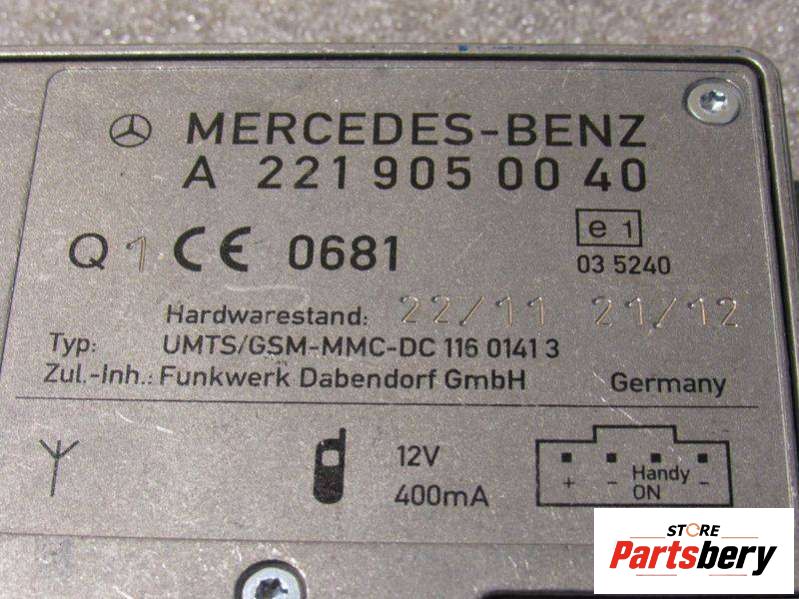 MERCEDES-BENZ
A 221 905 00 40
Q 1 CE 0681
e 1
03 5240
Hardwarestand: 22/11 21/12
Typ: UMTS/GSM-MMC-DC 116 0141 3
Zul.-Inh.: Funkwerk Dabendorf GmbH Germany
12V
400mA
+ - Handy ON -
STORE
Partsbery